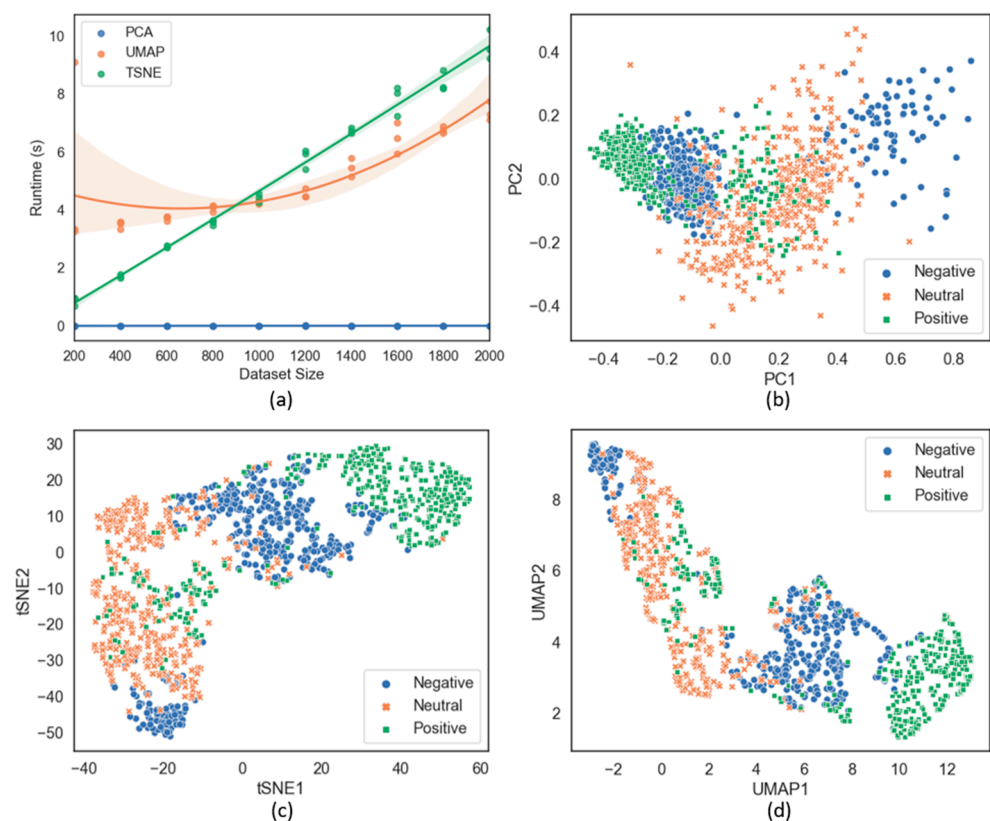 PCA
UMAP
TSNE
10
8
6
4
2
0
Runtime (s)
200 400 600 800 1000 1200 1400 1600 1800 2000
Dataset Size
(a)
0.4
0.2
0.0
−0.2
−0.4
PC2
Negative
Neutral
Positive
−0.4 −0.2 0.0 0.2 0.4 0.6 0.8
PC1
(b)
30
20
10
0
−10
−20
−30
−40
−50
tSNE2
Negative
Neutral
Positive
−40 −20 0 20 40 60
tSNE1
(c)
Negative
Neutral
Positive
8
6
4
2
UMAP2
−2 0 2 4 6 8 10 12
UMAP1
(d)